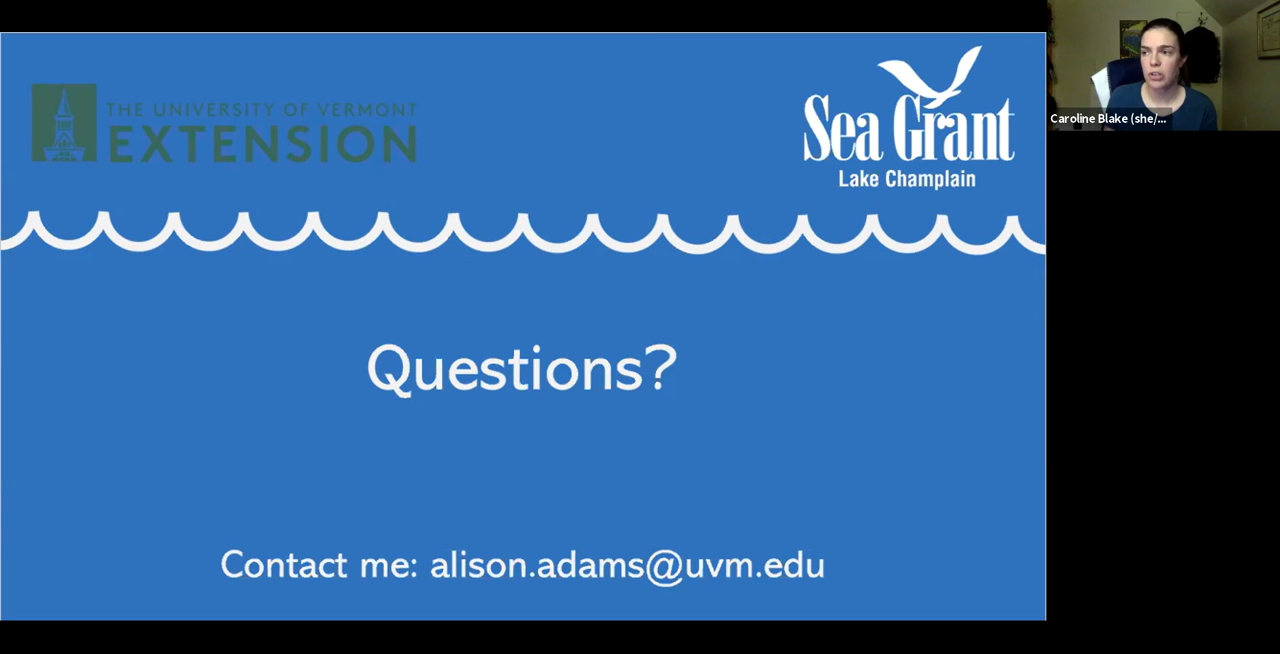 THE UNIVERSITY OF VERMONT
EXTENSION
Sea Grant
Lake Champlain
Caroline Blake (she/...
Questions?
Contact me: alison.adams@uvm.edu